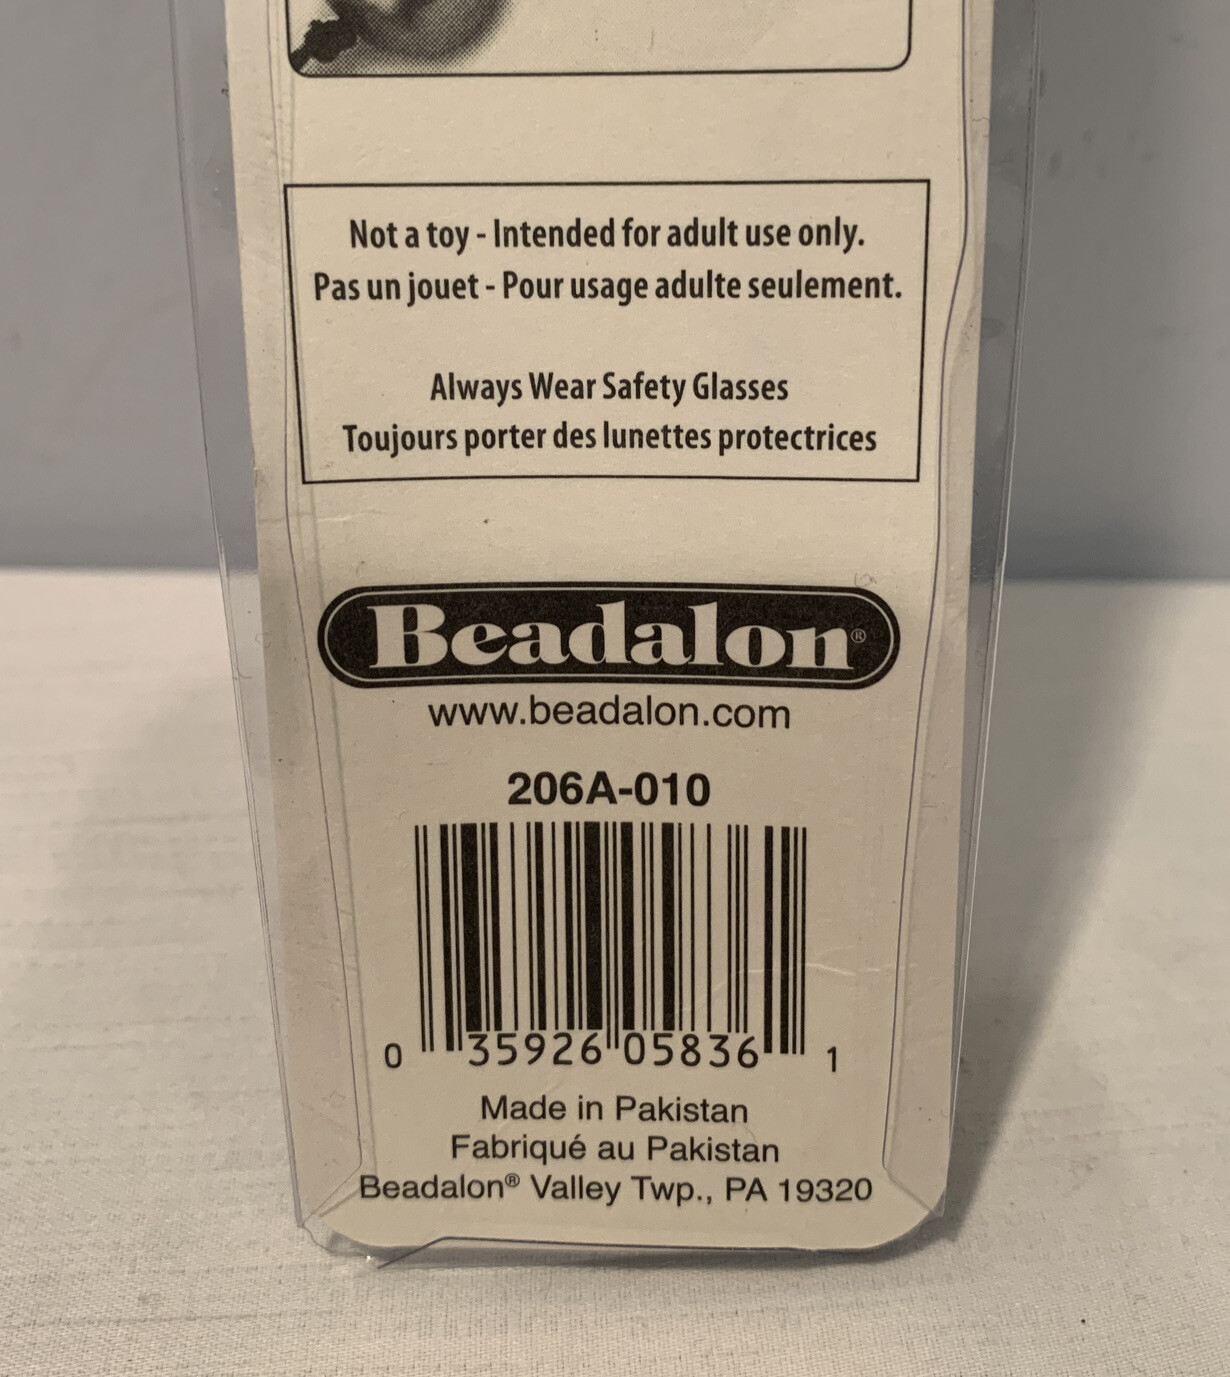 Not a toy - Intended for adult use only.
Pas un jouet - Pour usage adulte seulement.
Always Wear Safety Glasses
Toujours porter des lunettes protectrices
Beadalon®
www.beadalon.com
206A-010
0 35926 05836 1
Made in Pakistan
Fabriqué au Pakistan
Beadalon® Valley Twp., PA 19320